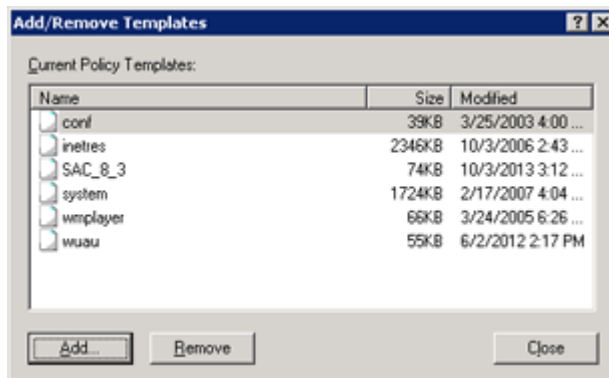 Add/Remove Templates
Current Policy Templates:
Name Size Modified
conf 39KB 3/25/2003 4:00 ...
inetres 2346KB 10/3/2006 2:43 ...
SAC_8_3 74KB 10/3/2013 3:12 ...
system 1724KB 2/17/2007 4:04 ...
wmplayer 66KB 3/24/2005 6:26 ...
wuau 55KB 6/2/2012 2:17 PM
Add... Remove Close